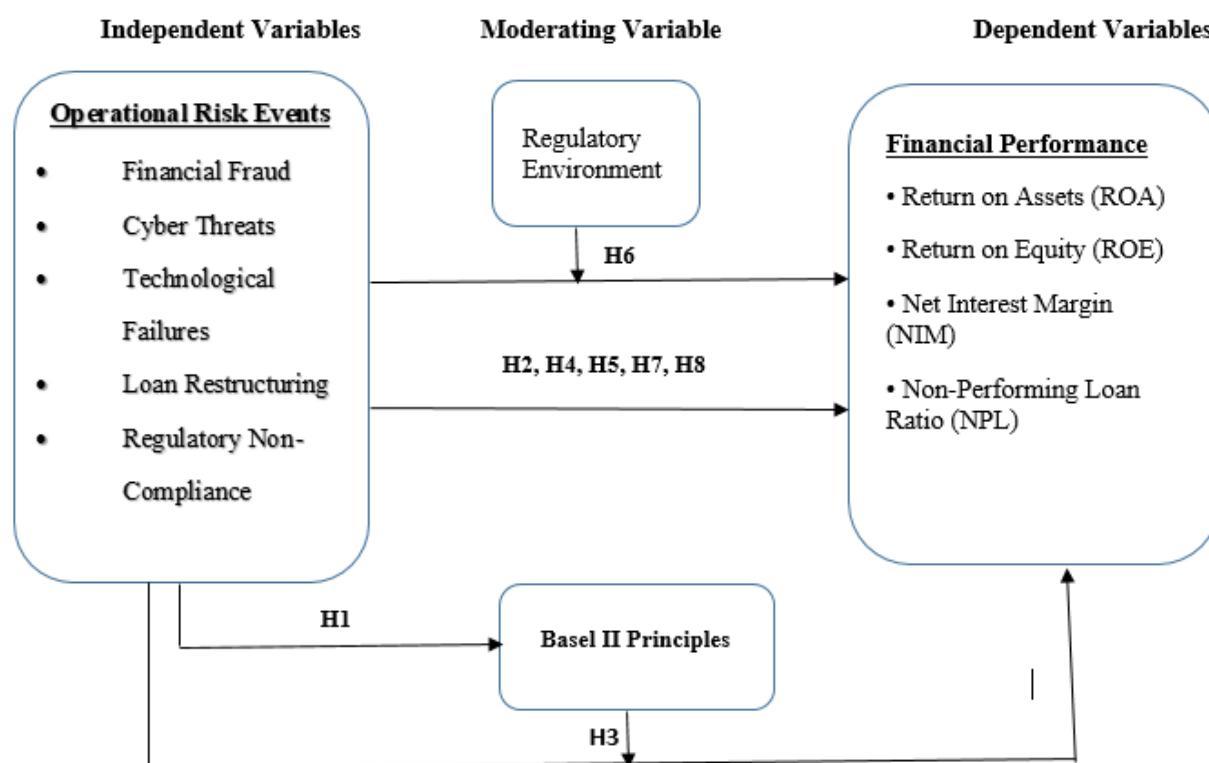 Independent Variables
Moderating Variable
Dependent Variables
Operational Risk Events
• Financial Fraud
• Cyber Threats
• Technological
Failures
• Loan Restructuring
• Regulatory Non-
Compliance
Regulatory
Environment
H6
H2, H4, H5, H7, H8
Financial Performance
• Return on Assets (ROA)
• Return on Equity (ROE)
• Net Interest Margin
(NIM)
• Non-Performing Loan
Ratio (NPL)
H1
Basel II Principles
H3